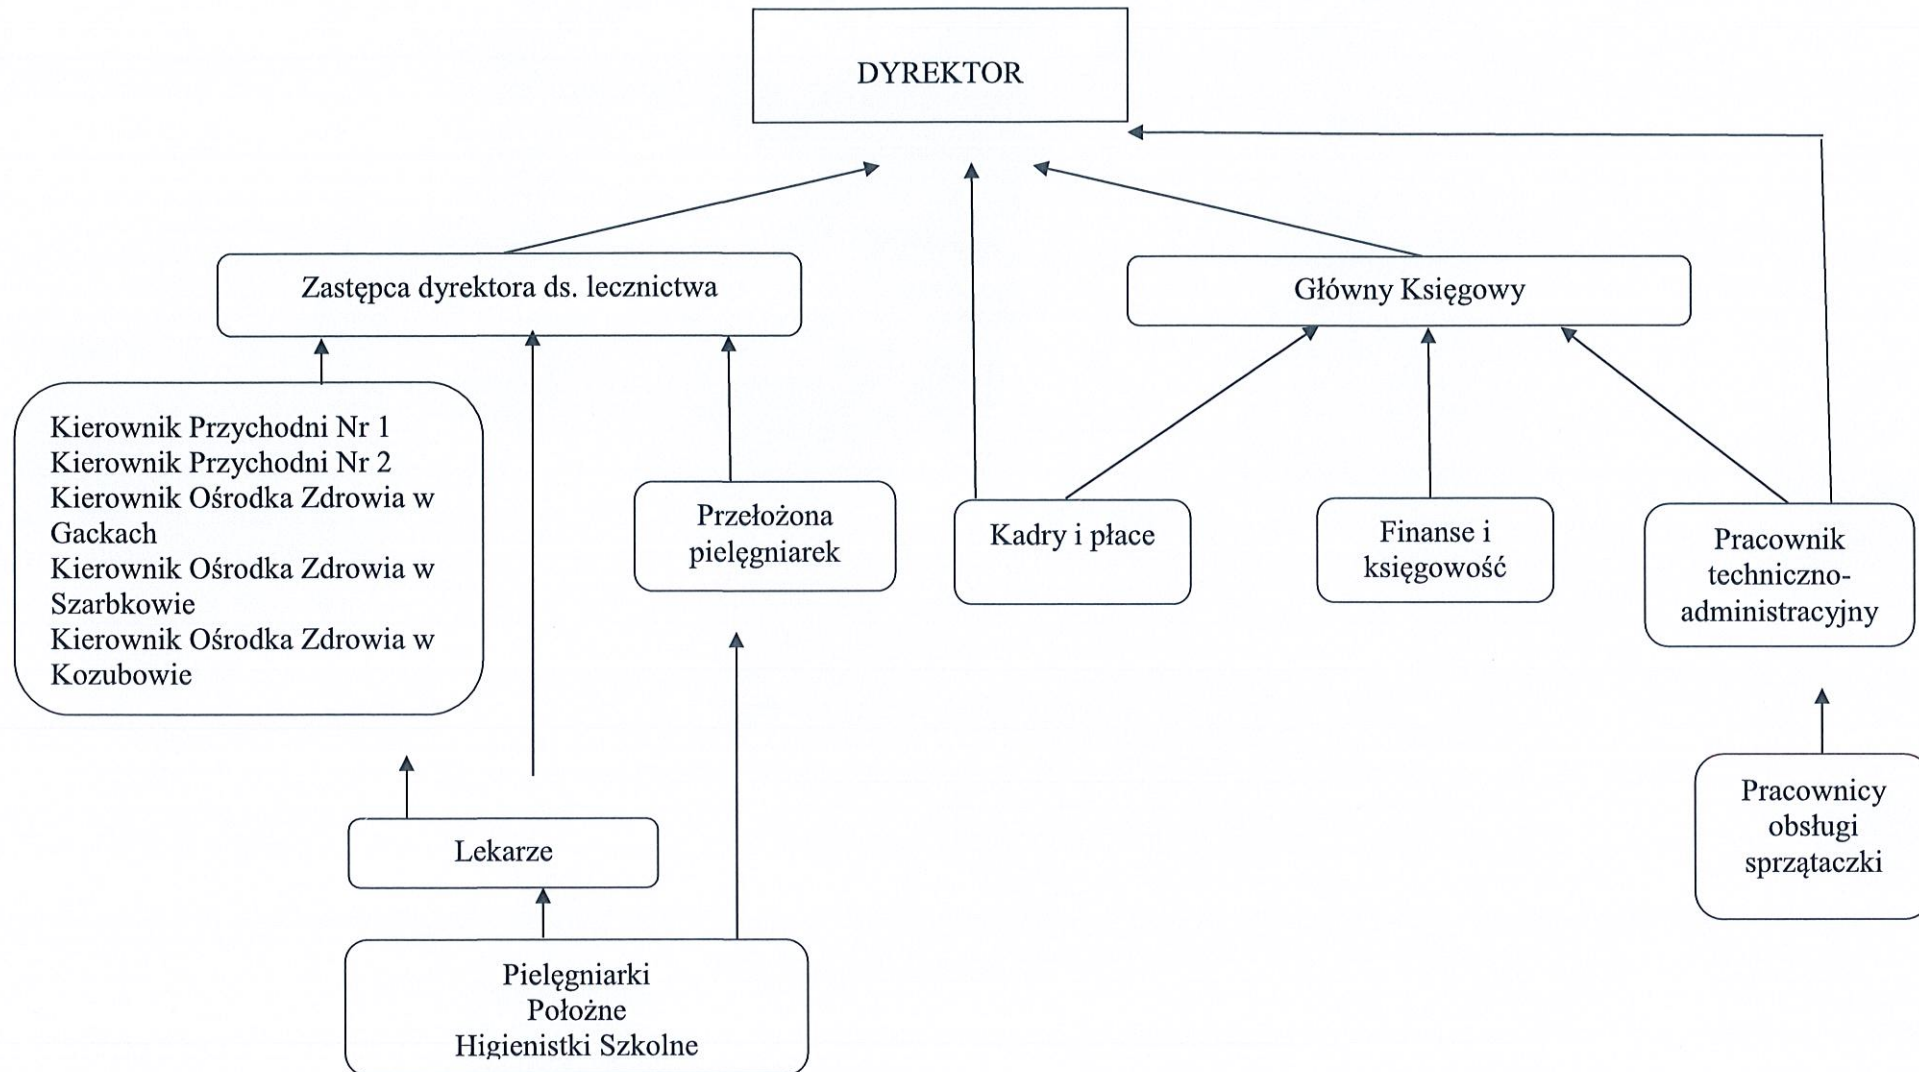 DYREKTOR
Zastępca dyrektora ds. lecznictwa
Główny Księgowy
Kierownik Przychodni Nr 1
Kierownik Przychodni Nr 2
Kierownik Ośrodka Zdrowia w
Gackach
Kierownik Ośrodka Zdrowia w
Szarbkowie
Kierownik Ośrodka Zdrowia w
Kozubowie
Przełożona
pielęgniarek
Kadry i płace
Finanse i
księgowość
Pracownik
techniczno-
administracyjny
Lekarze
Pracownicy
obsługi
sprzątaczki
Pielęgniarki
Położne
Higienistki Szkolne